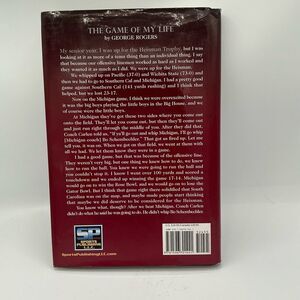 THE GAME OF MY LIFE
by GEORGE ROGERS
My senior year, I was up for the Heisman Trophy, but I was
looking at it as more of a team thing than an individual thing. I
say that because our offensive linemen worked as hard as I worked and
they wanted it as much as I did. We were up for the Heisman.
We whipped up on Pacific (37-0) and Wichita State (73-0) and
then we had to go to Southern Cal and Michigan. I had a pretty good
game against Southern Cal (141 yards rushing) and I think that
helped us, but we lost 23-17.
Now on the Michigan game, I think we were overmatched because it
was the big boys playing the little boys in the Big House, and we
of course were the little boys.
At Michigan they've got these two sides where you come out
onto the field. They'll let you come out, but then they'll come out
and just run right through the middle of you. After they did that,
Coach Carlen told us, "If you'll go out and whip Michigan, I'll go whip
[Michigan coach] Bo Schembechler." That got us fired up. Let me
tell you, it was on. When we got on that field, we went at them with
all we had. We let them know they were in a game.
I had a good game, but that was because of the offensive line.
They weren't very big, but one thing we knew how to do, we knew
how to run the ball. You know we were going to run the ball until
you couldn't stop it. I know I went over 100 yards and scored a
touchdown and we ended up winning the game 17-14. Michigan
would go on to win the Rose Bowl, and we would go on to lose the
Gator Bowl. But I think that game right there solidified that South
Carolina was on the map, and maybe made people start thinking
that maybe we did deserve to be considered for the Heisman.
You know what, though? After we beat Michigan, Coach Carlen
didn't do what he said he was going to do. He didn't whip Bo Schembechler.
SP
SPORTS
PUBLISHING
L.L.C.
SportsPublishingLLC.com